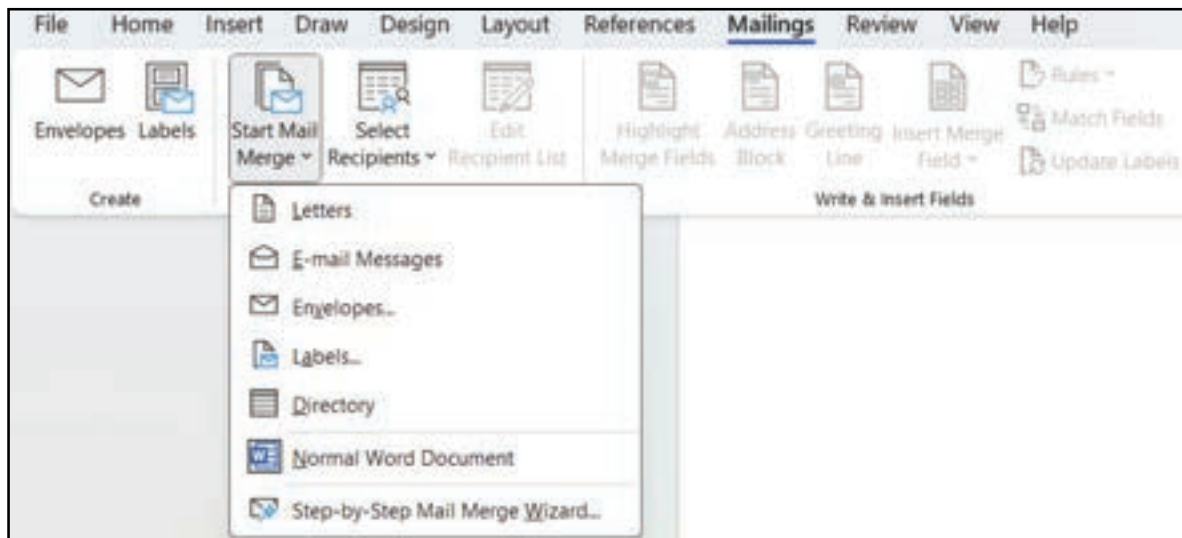 File Home Insert Draw Design Layout References Mailings Review View Help
Envelopes Labels Start Mail Merge Select Recipients Edit Recipient List Highlight Merge Fields Address Block Greeting Line Insert Merge Field Rules
Match Fields
Update Labels
Create Write & Insert Fields
Letters
E-mail Messages
Envelopes...
Labels...
Directory
Normal Word Document
Step-by-Step Mail Merge Wizard...